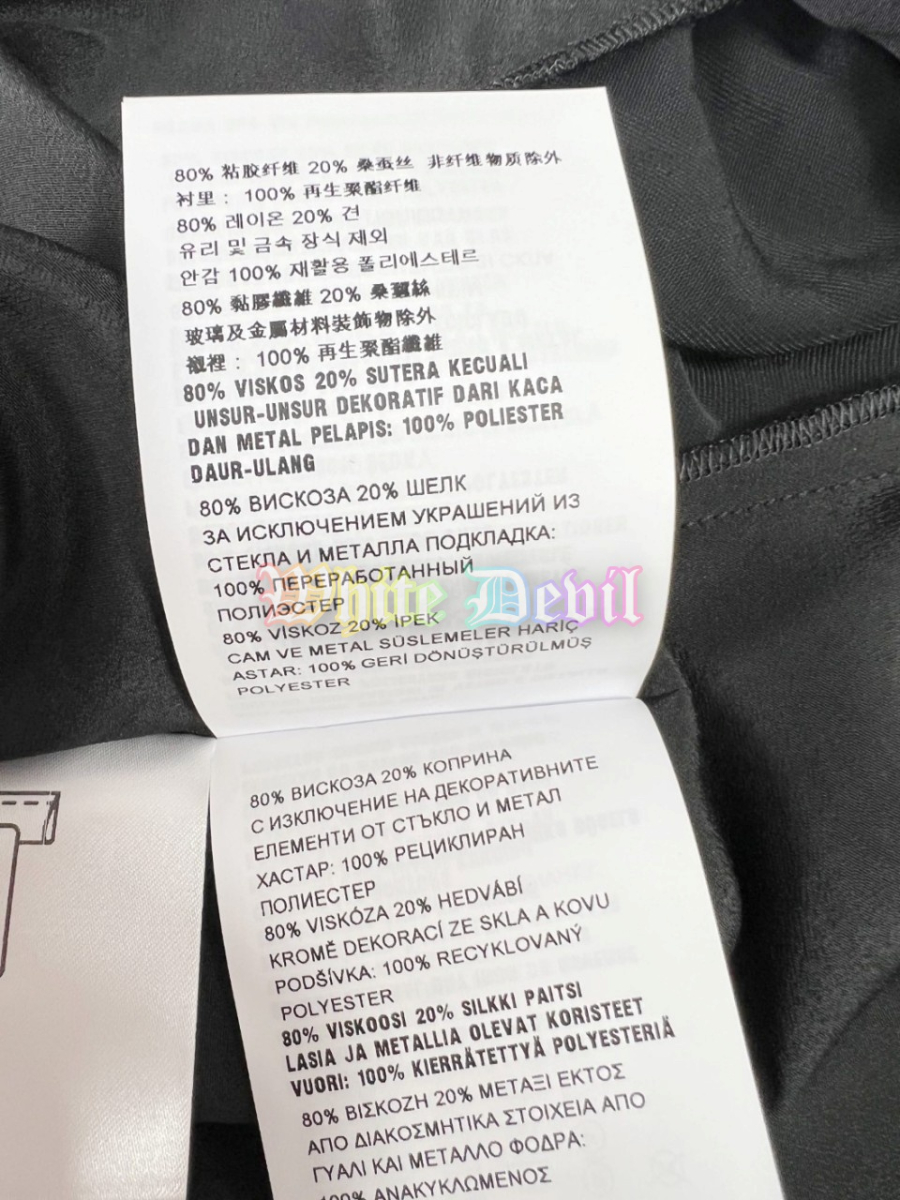 80% 粘胶纤维 20% 桑蚕丝 非纤维物质除外
衬里： 100% 再生聚酯纤维
80% 레이온 20% 견
유리 및 금속 장식 제외
안감 100% 재활용 폴리에스테르
80% 黏膠纖維 20% 桑蠶絲
玻璃及金屬材料裝飾物除外
襯裡： 100% 再生聚酯纖維
80% VISKOS 20% SUTERA KECUALI
UNSUR-UNSUR DEKORATIF DARI KACA
DAN METAL PELAPIS: 100% POLIESTER
DAUR-ULANG
80% ВИСКОЗА 20% ШЕЛК
ЗА ИСКЛЮЧЕНИЕМ УКРАШЕНИЙ ИЗ
СТЕКЛА И МЕТАЛЛА ПОДКЛАДКА:
100% ПЕРЕРАБОТАННЫЙ
ПОЛИЭСТЕР
White Devil
80% VİSKOZ 20% İPEK
CAM VE METAL SÜSLEMELER HARİÇ
ASTAR: 100% GERİ DÖNÜŞTÜRÜLMÜŞ
POLYESTER
80% ВИСКОЗА 20% КОПРИНА
С ИЗКЛЮЧЕНИЕ НА ДЕКОРАТИВНИТЕ
ЕЛЕМЕНТИ ОТ СТЪКЛО И МЕТАЛ
ХАСТАР: 100% РЕЦИКЛИРАН
ПОЛИЕСТЕР
80% VISKÓZA 20% HEDVÁBÍ
KROMĚ DEKORACÍ ZE SKLA A KOVU
PODŠÍVKA: 100% RECYKLOVANÝ
POLYESTER
80% VISKOOSI 20% SILKKI PAITSI
LASIA JA METALLIA OLEVAT KORISTEET
VUORI: 100% KIERRÄTETTYÄ POLYESTERIÄ
80% ΒΙΣΚΟΖΗ 20% ΜΕΤΑΞΙ ΕΚΤΟΣ
ΑΠΟ ΔΙΑΚΟΣΜΗΤΙΚΑ ΣΤΟΙΧΕΙΑ ΑΠΟ
ΓΥΑΛΙ ΚΑΙ ΜΕΤΑΛΛΟ ΦΟΔΡΑ:
100% ΑΝΑΚΥΚΛΩΜΕΝΟΣ